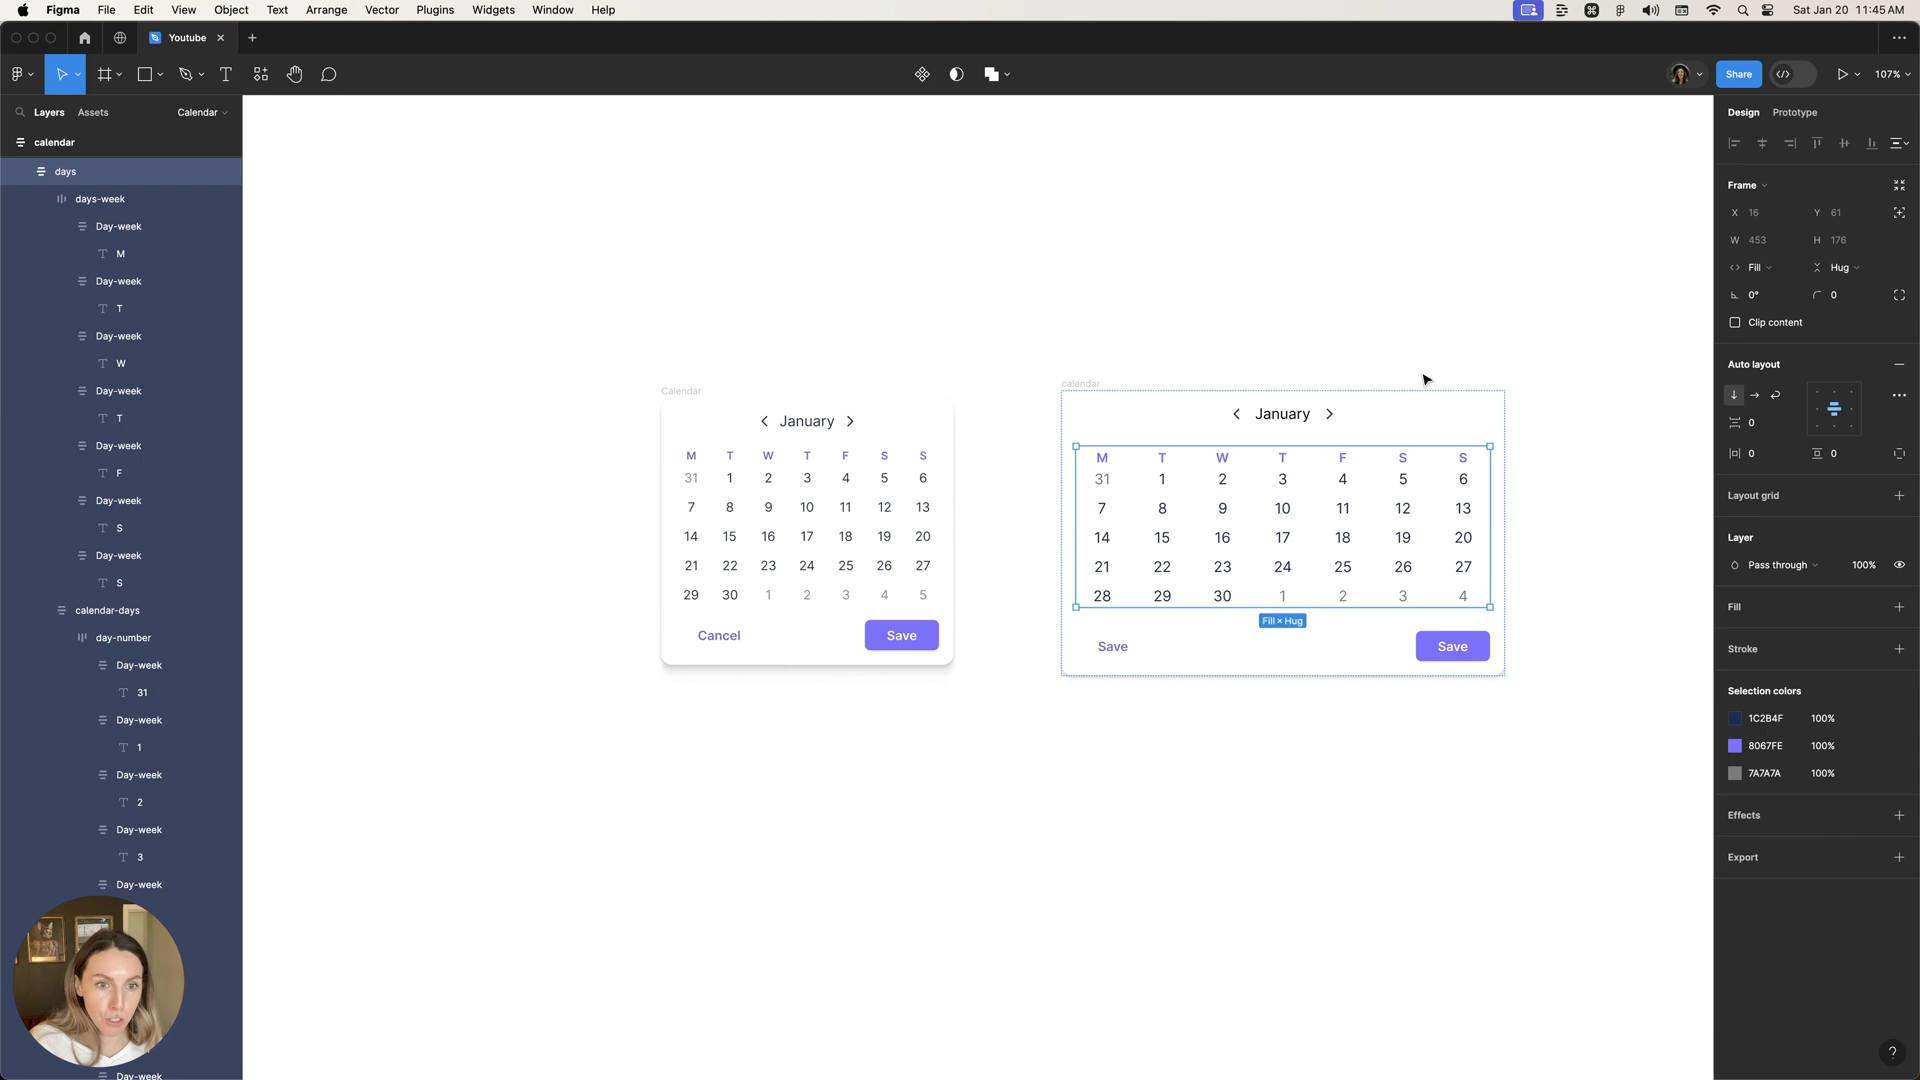 Figma File Edit View Object Text Arrange Vector Plugins Widgets Window Help Sat Jan 20 11:45 AM
Youtube
Share 107%
Layers Assets Calendar
calendar
days
days-week
Day-week
M
Day-week
T
Day-week
W
Day-week
T
Day-week
F
Day-week
S
Day-week
S
calendar-days
day-number
Day-week
31
Day-week
1
Day-week
2
Day-week
3
Day-week
Day-week
Calendar
January
M T W T F S S
31 1 2 3 4 5 6
7 8 9 10 11 12 13
14 15 16 17 18 19 20
21 22 23 24 25 26 27
29 30 1 2 3 4 5
Cancel Save
calendar
January
M T W T F S S
31 1 2 3 4 5 6
7 8 9 10 11 12 13
14 15 16 17 18 19 20
21 22 23 24 25 26 27
28 29 30 1 2 3 4
Fill × Hug
Save Save
Design Prototype
Frame
X 16 Y 61
W 453 H 176
Fill Hug
0° 0
Clip content
Auto layout
0
0 0
Layout grid
Layer
Pass through 100%
Fill
Stroke
Selection colors
1C2B4F 100%
8067FE 100%
7A7A7A 100%
Effects
Export
?